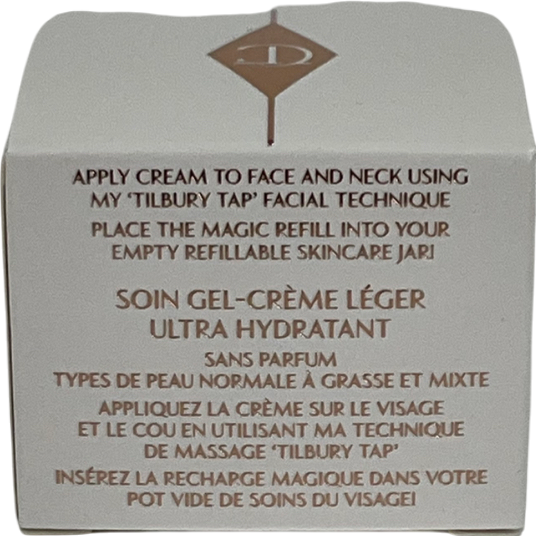 APPLY CREAM TO FACE AND NECK USING
MY 'TILBURY TAP' FACIAL TECHNIQUE
PLACE THE MAGIC REFILL INTO YOUR
EMPTY REFILLABLE SKINCARE JAR!
SOIN GEL-CRÈME LÉGER
ULTRA HYDRATANT
SANS PARFUM
TYPES DE PEAU NORMALE À GRASSE ET MIXTE
APPLIQUEZ LA CRÈME SUR LE VISAGE
ET LE COU EN UTILISANT MA TECHNIQUE
DE MASSAGE 'TILBURY TAP'
INSÉREZ LA RECHARGE MAGIQUE DANS VOTRE
POT VIDE DE SOINS DU VISAGE!